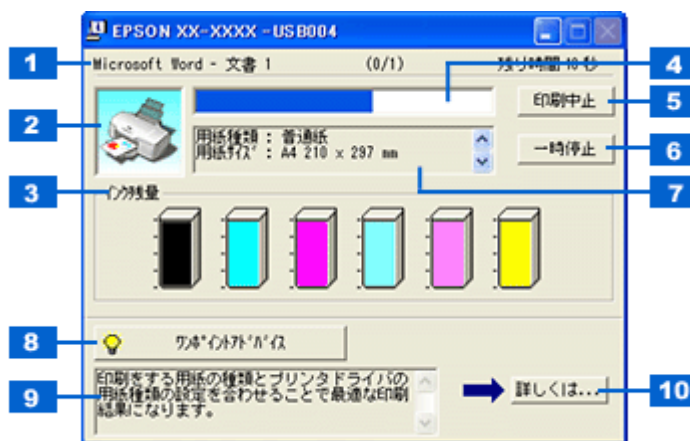 EPSON XX-XXXX - USB004
1
Microsoft Word - 文書 1 (0/1) 残り時間 10 秒
4
印刷中止
5
2
用紙種類 : 普通紙
用紙ｻｲｽﾞ : A4 210 x 297 mm
一時停止
6
3
ｲﾝｸ残量
7
8
ﾜﾝﾎﾟｲﾝﾄｱﾄﾞﾊﾞｲｽ
9
印刷をする用紙の種類とプリンタドライバの
用紙種類の設定を合わせることで最適な印刷
結果になります。
詳しくは...
10